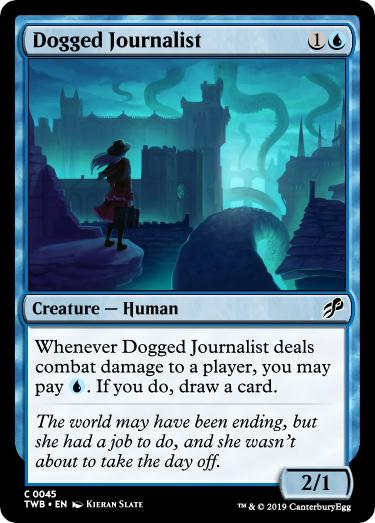 Dogged Journalist 1
Creature — Human
Whenever Dogged Journalist deals
combat damage to a player, you may
pay . If you do, draw a card.
The world may have been ending, but
she had a job to do, and she wasn't
about to take the day off.
2/1
C 0045
TWB • EN Kieran Slate
™ & © 2019 CanterburyEgg